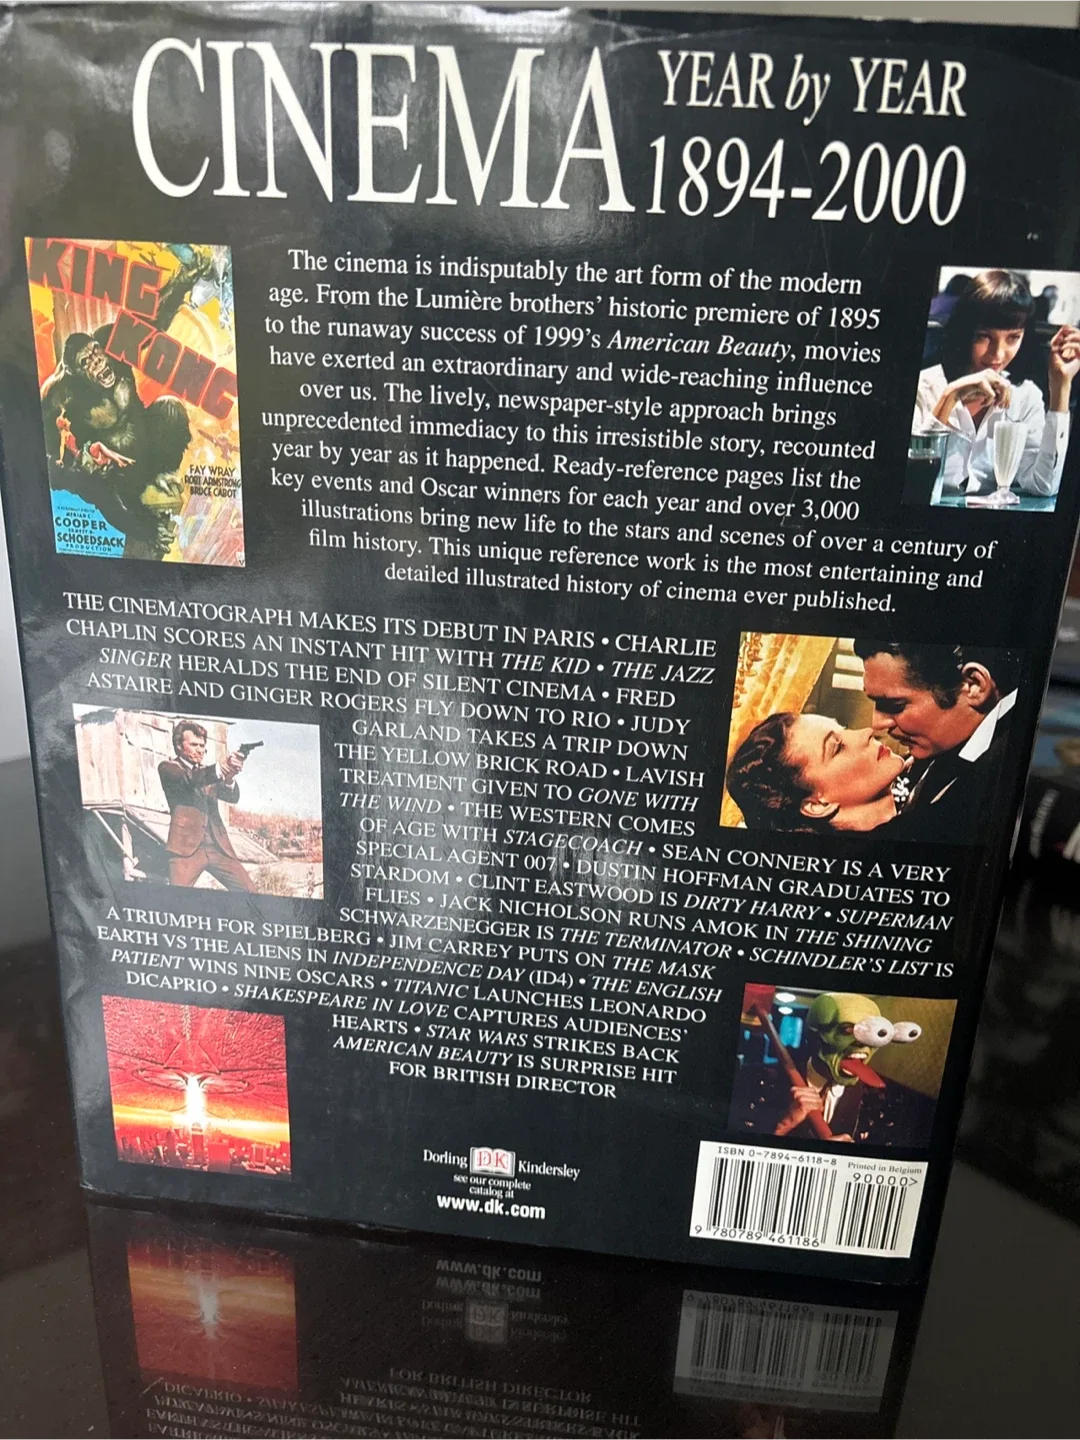 CINEMA YEAR by YEAR
1894-2000
KING
KONG
FAY WRAY
ROBT ARMSTRONG
BRUCE CABOT
COOPER
SCHOEDSACK
PRODUCTION
The cinema is indisputably the art form of the modern
age. From the Lumière brothers' historic premiere of 1895
to the runaway success of 1999's American Beauty, movies
have exerted an extraordinary and wide-reaching influence
over us. The lively, newspaper-style approach brings
unprecedented immediacy to this irresistible story, recounted
year by year as it happened. Ready-reference pages list the
key events and Oscar winners for each year and over 3,000
illustrations bring new life to the stars and scenes of over a century of
film history. This unique reference work is the most entertaining and
detailed illustrated history of cinema ever published.
THE CINEMATOGRAPH MAKES ITS DEBUT IN PARIS • CHARLIE
CHAPLIN SCORES AN INSTANT HIT WITH THE KID • THE JAZZ
SINGER HERALDS THE END OF SILENT CINEMA • FRED
ASTAIRE AND GINGER ROGERS FLY DOWN TO RIO • JUDY
GARLAND TAKES A TRIP DOWN
THE YELLOW BRICK ROAD • LAVISH
TREATMENT GIVEN TO GONE WITH
THE WIND • THE WESTERN COMES
OF AGE WITH STAGECOACH • SEAN CONNERY IS A VERY
SPECIAL AGENT 007 • DUSTIN HOFFMAN GRADUATES TO
STARDOM • CLINT EASTWOOD IS DIRTY HARRY • SUPERMAN
FLIES • JACK NICHOLSON RUNS AMOK IN THE SHINING
SCHWARZENEGGER IS THE TERMINATOR • SCHINDLER'S LIST IS
A TRIUMPH FOR SPIELBERG • JIM CARREY PUTS ON THE MASK
EARTH VS THE ALIENS IN INDEPENDENCE DAY (ID4) • THE ENGLISH
PATIENT WINS NINE OSCARS • TITANIC LAUNCHES LEONARDO
DICAPRIO • SHAKESPEARE IN LOVE CAPTURES AUDIENCES'
HEARTS • STAR WARS STRIKES BACK
AMERICAN BEAUTY IS SURPRISE HIT
FOR BRITISH DIRECTOR
Dorling DK Kindersley
see our complete
catalog at
www.dk.com
ISBN 0-7894-6118-8 Printed in Belgium
90000>
9 780789 461186